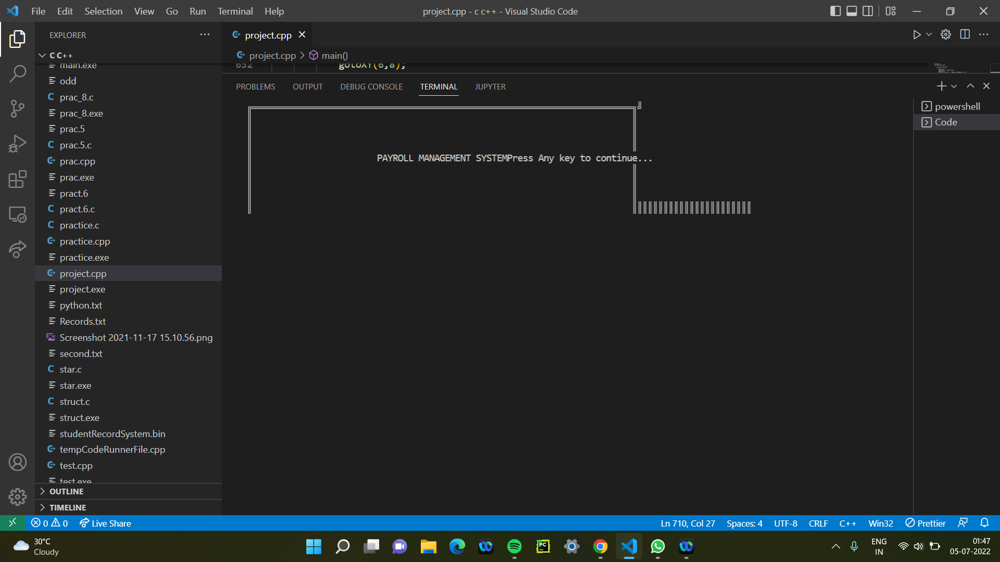 File Edit Selection View Go Run Terminal Help
project.cpp - c c++ - Visual Studio Code
EXPLORER
C C++
main.exe
odd
prac_8.c
prac_8.exe
prac.5
prac.5.c
prac.cpp
prac.exe
pract.6
pract.6.c
practice.c
practice.cpp
practice.exe
project.cpp
project.exe
python.txt
Records.txt
Screenshot 2021-11-17 15.10.56.png
second.txt
star.c
star.exe
struct.c
struct.exe
studentRecordSystem.bin
tempCodeRunnerFile.cpp
test.cpp
test.exe
OUTLINE
TIMELINE
project.cpp
project.cpp > main()
652 gotoXY(6,8);
PROBLEMS OUTPUT DEBUG CONSOLE TERMINAL JUPYTER
PAYROLL MANAGEMENT SYSTEMPress Any key to continue...
powershell
Code
0 0 Live Share
Ln 710, Col 27 Spaces: 4 UTF-8 CRLF C++ Win32 Prettier
30°C
Cloudy
PC
ENG
IN
01:47
05-07-2022